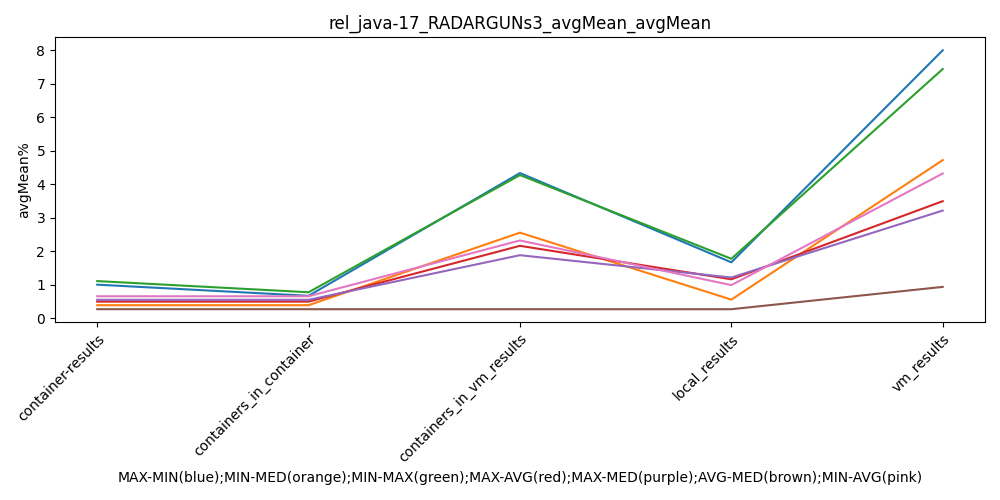 rel_java-17_RADARGUNs3_avgMean_avgMean
8
7
6
5
4
3
2
1
0
avgMean%
container-results
containers_in_container
containers_in_vm_results
local_results
vm_results
MAX-MIN(blue);MIN-MED(orange);MIN-MAX(green);MAX-AVG(red);MAX-MED(purple);AVG-MED(brown);MIN-AVG(pink)